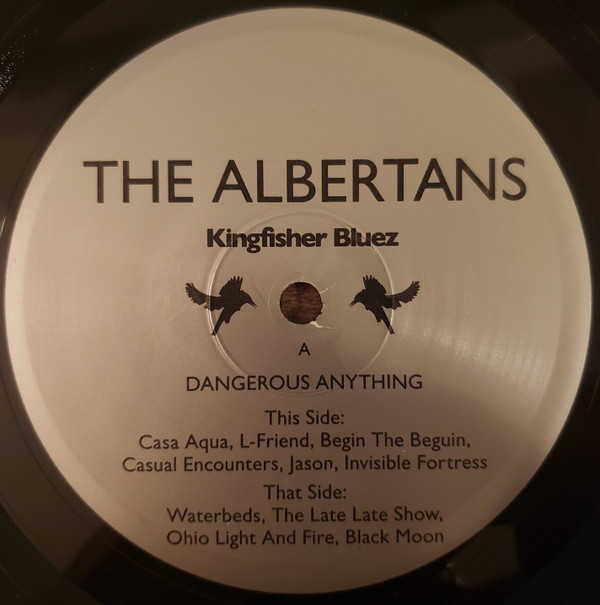 THE ALBERTANS
Kingfisher Bluez
A
DANGEROUS ANYTHING
This Side:
Casa Aqua, L-Friend, Begin The Beguin,
Casual Encounters, Jason, Invisible Fortress
That Side:
Waterbeds, The Late Late Show,
Ohio Light And Fire, Black Moon